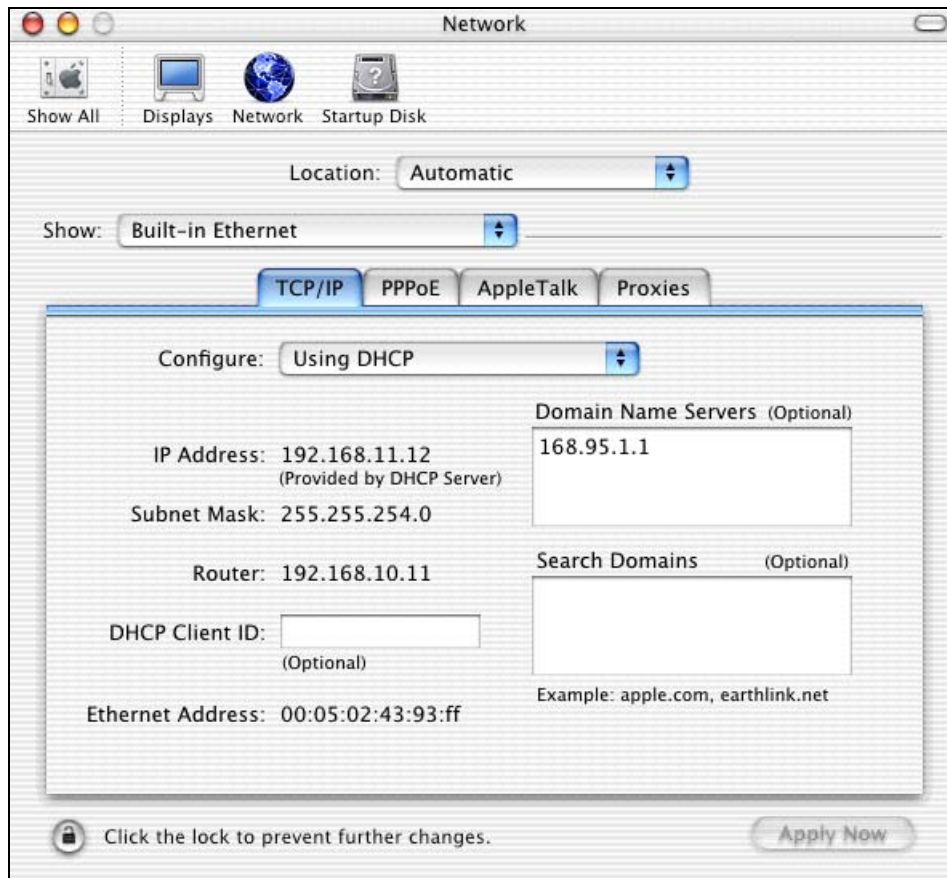 Network
Show All
Displays
Network
Startup Disk
Location: Automatic
Show: Built-in Ethernet
TCP/IP
PPPoE
AppleTalk
Proxies
Configure: Using DHCP
Domain Name Servers (Optional)
168.95.1.1
IP Address: 192.168.11.12
(Provided by DHCP Server)
Subnet Mask: 255.255.254.0
Router: 192.168.10.11
Search Domains (Optional)
DHCP Client ID:
(Optional)
Example: apple.com, earthlink.net
Ethernet Address: 00:05:02:43:93:ff
Click the lock to prevent further changes.
Apply Now